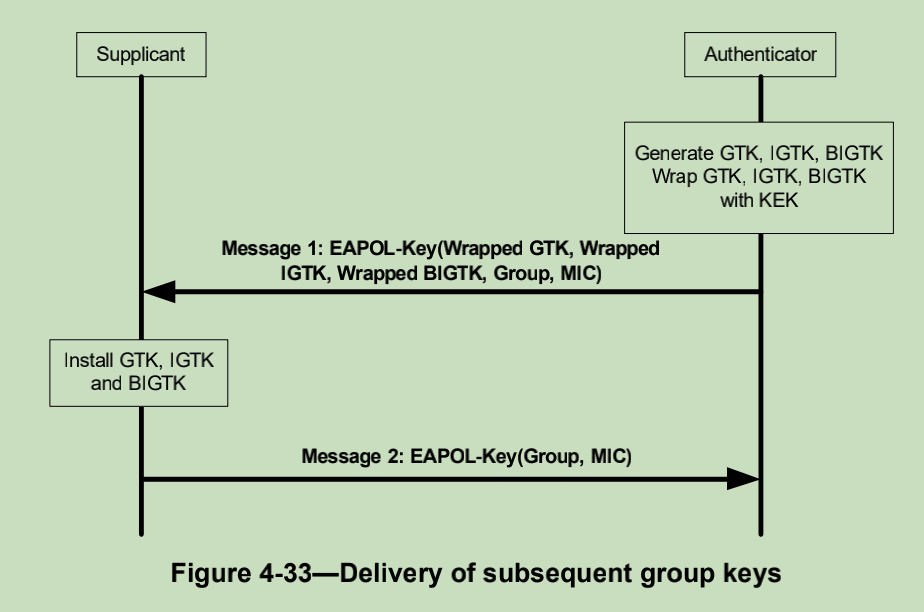 Supplicant
Authenticator
Generate GTK, IGTK, BIGTK
Wrap GTK, IGTK, BIGTK
with KEK
Message 1: EAPOL-Key(Wrapped GTK, Wrapped
IGTK, Wrapped BIGTK, Group, MIC)
Install GTK, IGTK
and BIGTK
Message 2: EAPOL-Key(Group, MIC)
Figure 4-33—Delivery of subsequent group keys